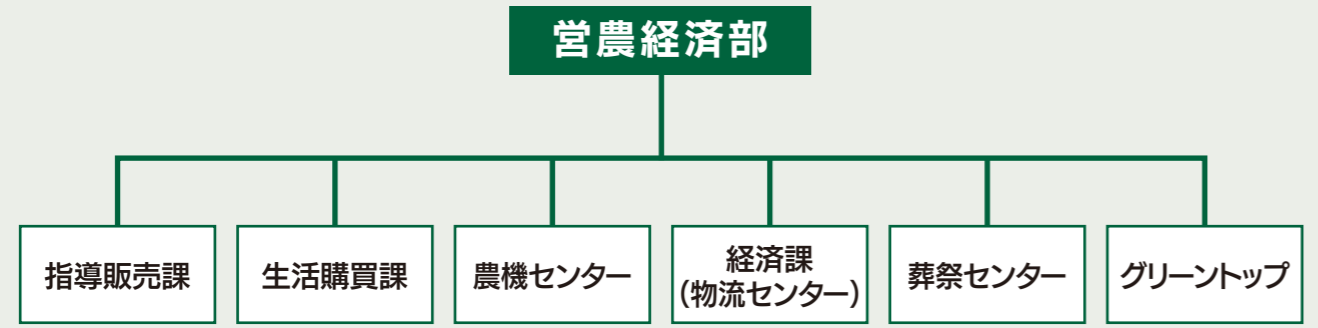 営農経済部
指導販売課
生活購買課
農機センター
経済課
(物流センター)
葬祭センター
グリーントップ